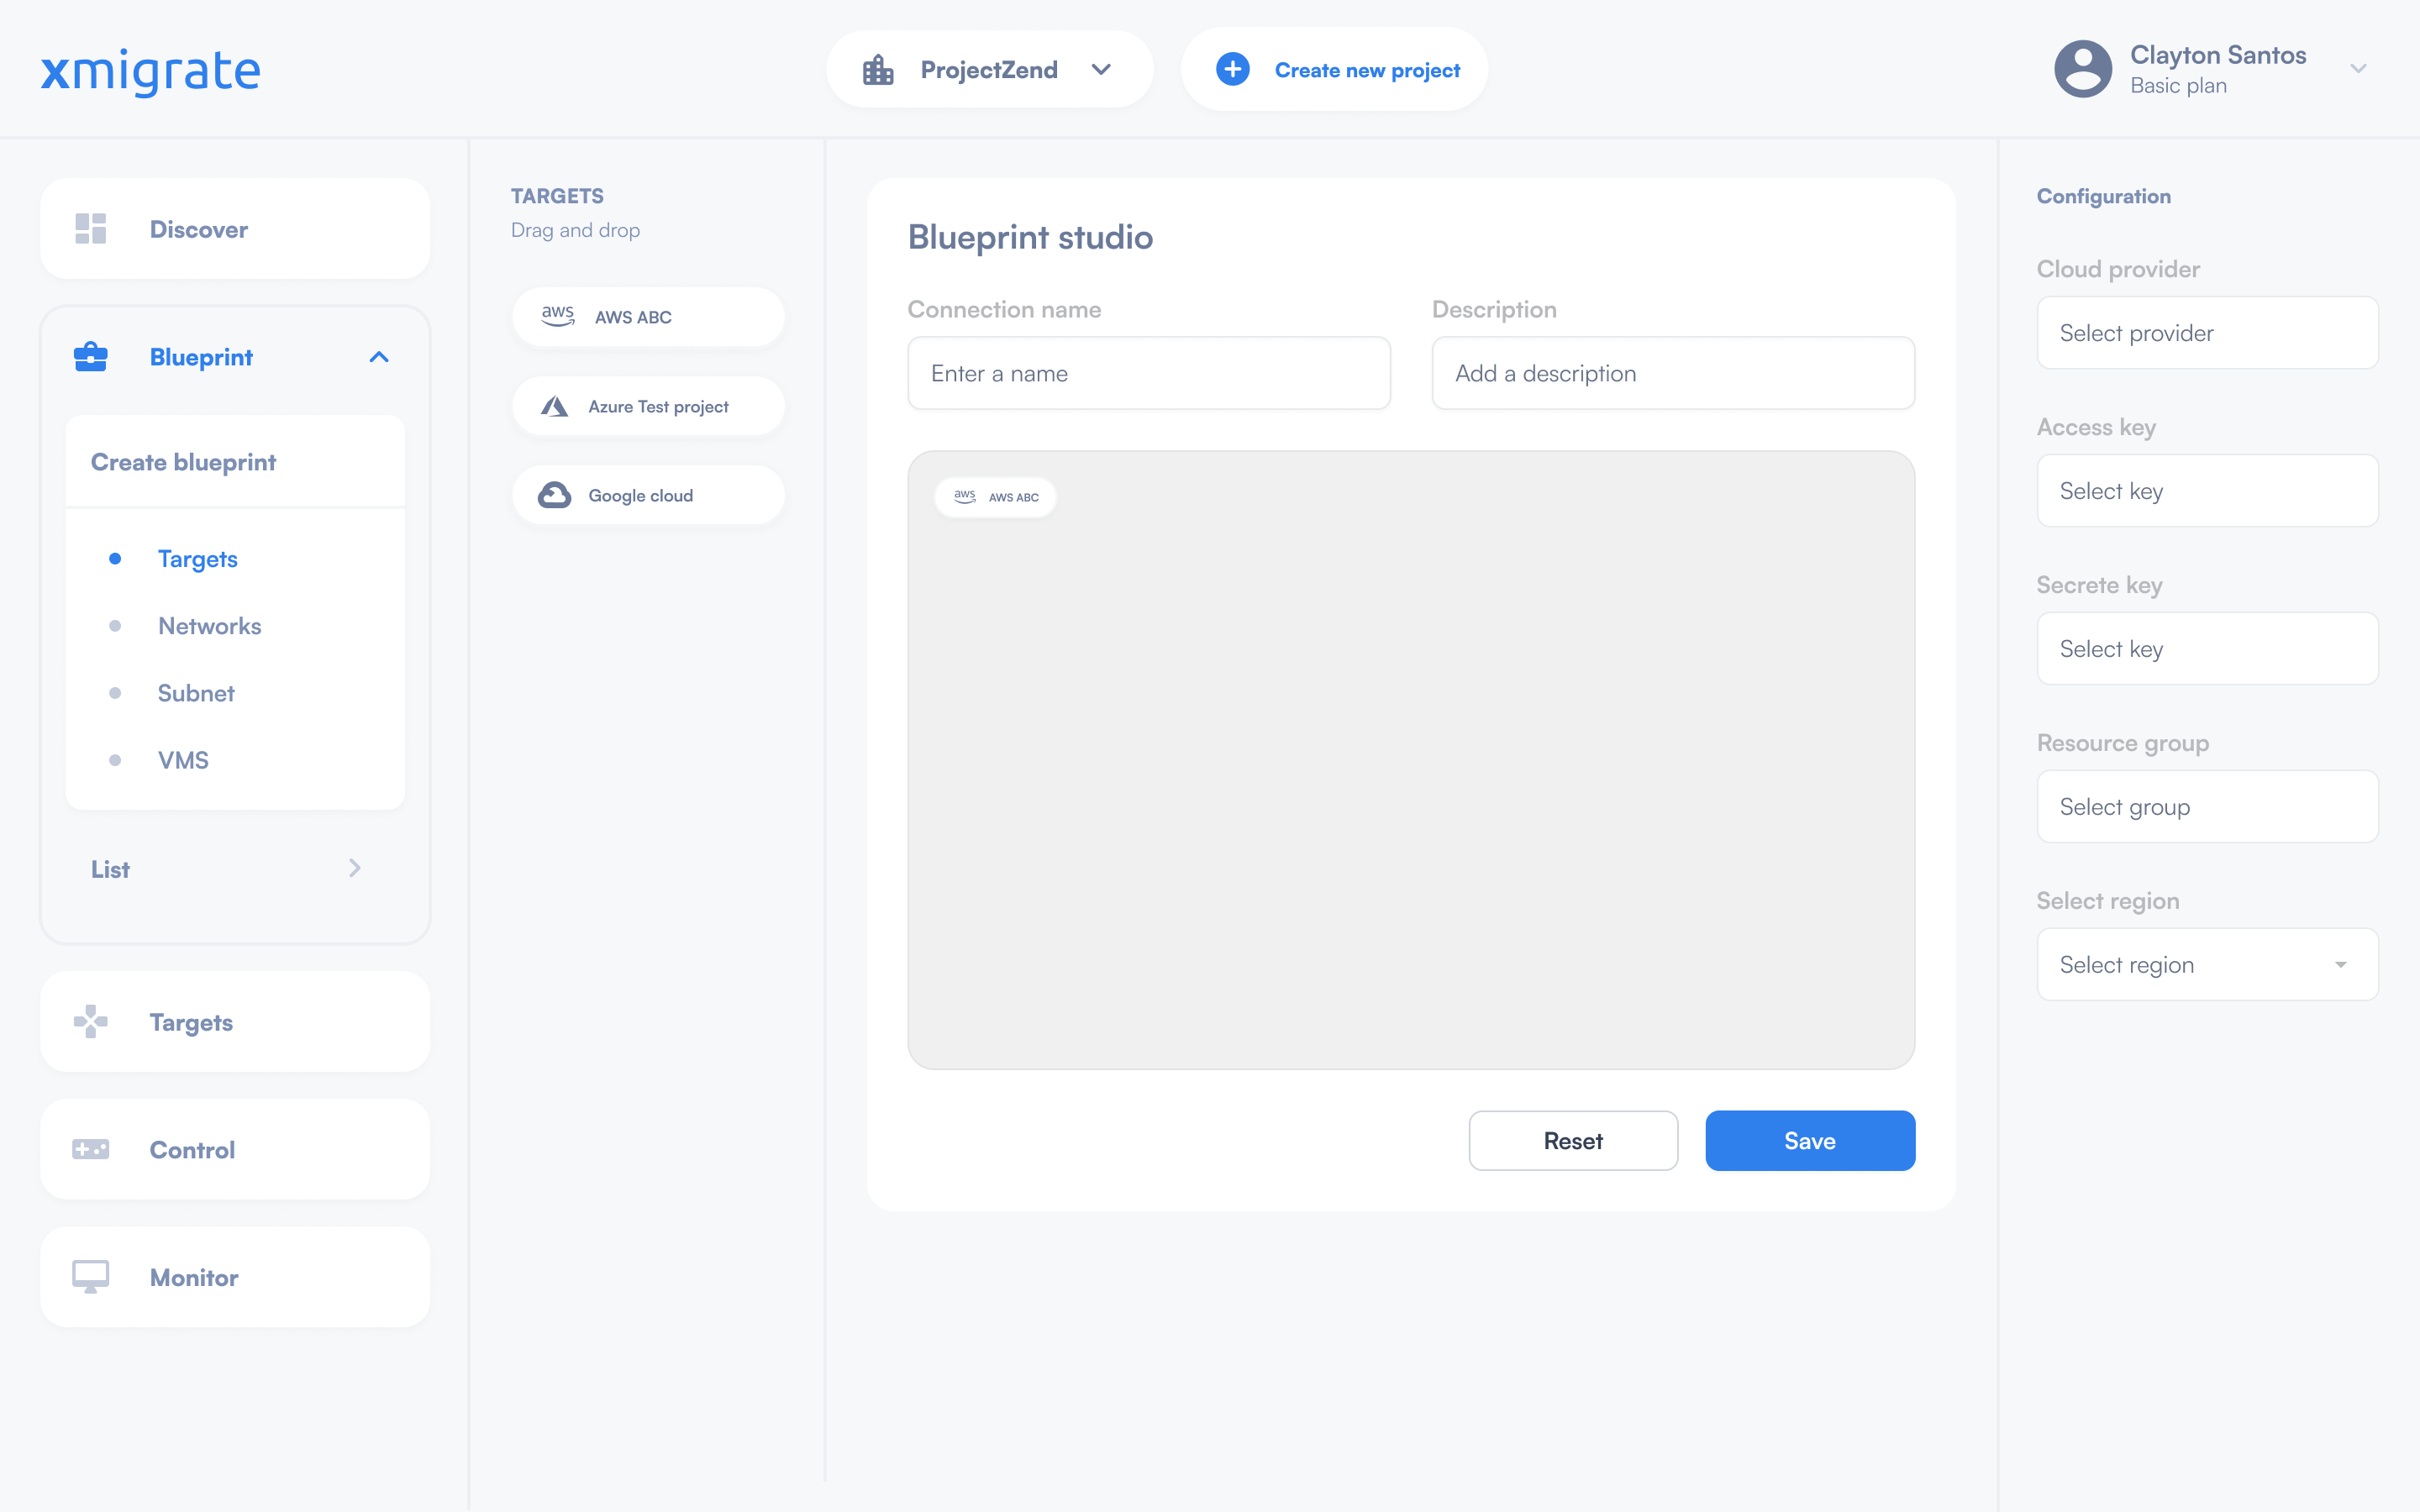 xmigrate
ProjectZend
Create new project
Clayton Santos
Basic plan
Discover
Blueprint
Create blueprint
Targets
Networks
Subnet
VMS
List
Targets
Control
Monitor
TARGETS
Drag and drop
aws AWS ABC
Azure Test project
Google cloud
Blueprint studio
Connection name
Enter a name
Description
Add a description
aws AWS ABC
Reset
Save
Configuration
Cloud provider
Select provider
Access key
Select key
Secrete key
Select key
Resource group
Select group
Select region
Select region